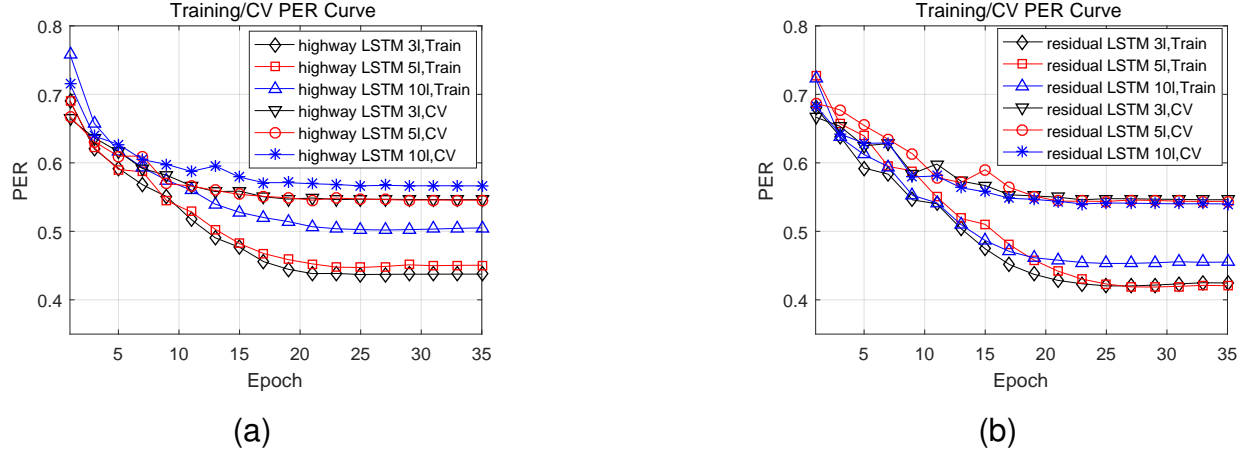 Training/CV PER Curve
0.8
0.7
0.6
0.5
0.4
PER
highway LSTM 3l,Train
highway LSTM 5l,Train
highway LSTM 10l,Train
highway LSTM 3l,CV
highway LSTM 5l,CV
highway LSTM 10l,CV
5 10 15 20 25 30 35
Epoch
(a)
Training/CV PER Curve
0.8
0.7
0.6
0.5
0.4
PER
residual LSTM 3l,Train
residual LSTM 5l,Train
residual LSTM 10l,Train
residual LSTM 3l,CV
residual LSTM 5l,CV
residual LSTM 10l,CV
5 10 15 20 25 30 35
Epoch
(b)